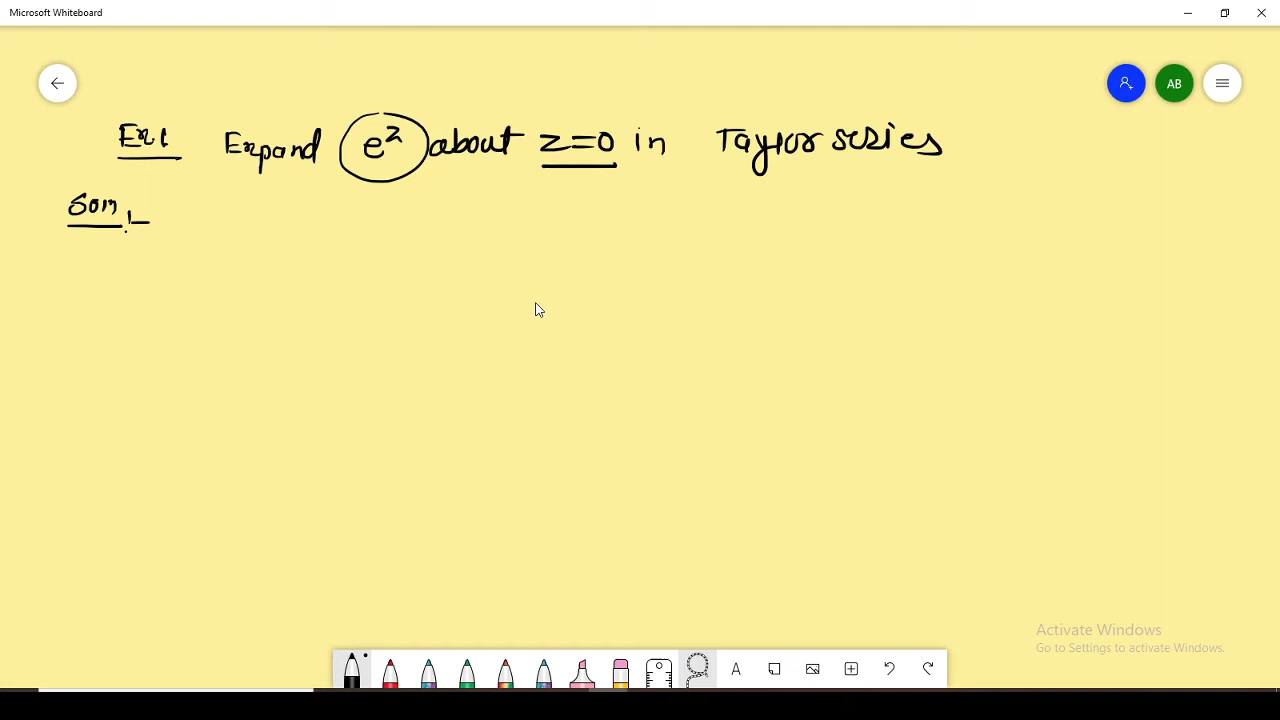 Microsoft Whiteboard
AB
Ex 1 Expand e^z about z=0 in Taylor series
Soln :-
Activate Windows
Go to Settings to activate Windows.
A